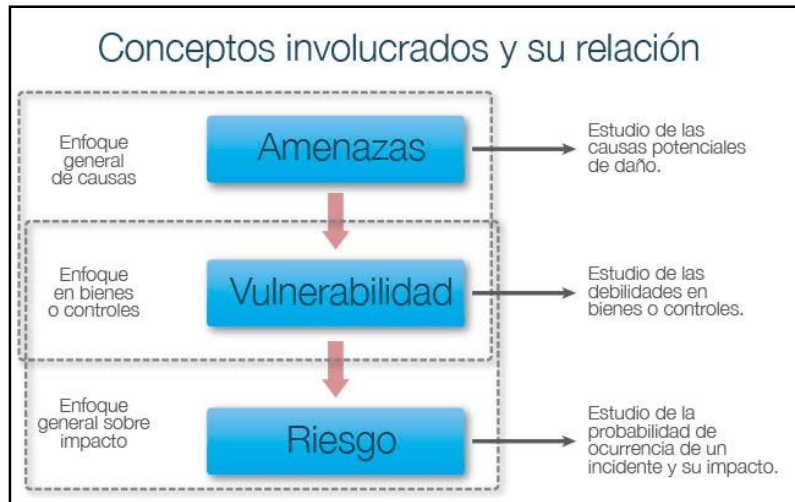 Conceptos involucrados y su relación
Enfoque
general
de causas
Amenazas
Estudio de las
causas potenciales
de daño.
Enfoque
en bienes
o controles
Vulnerabilidad
Estudio de las
debilidades en
bienes o controles.
Enfoque
general sobre
impacto
Riesgo
Estudio de la
probabilidad de
ocurrencia de un
incidente y su impacto.